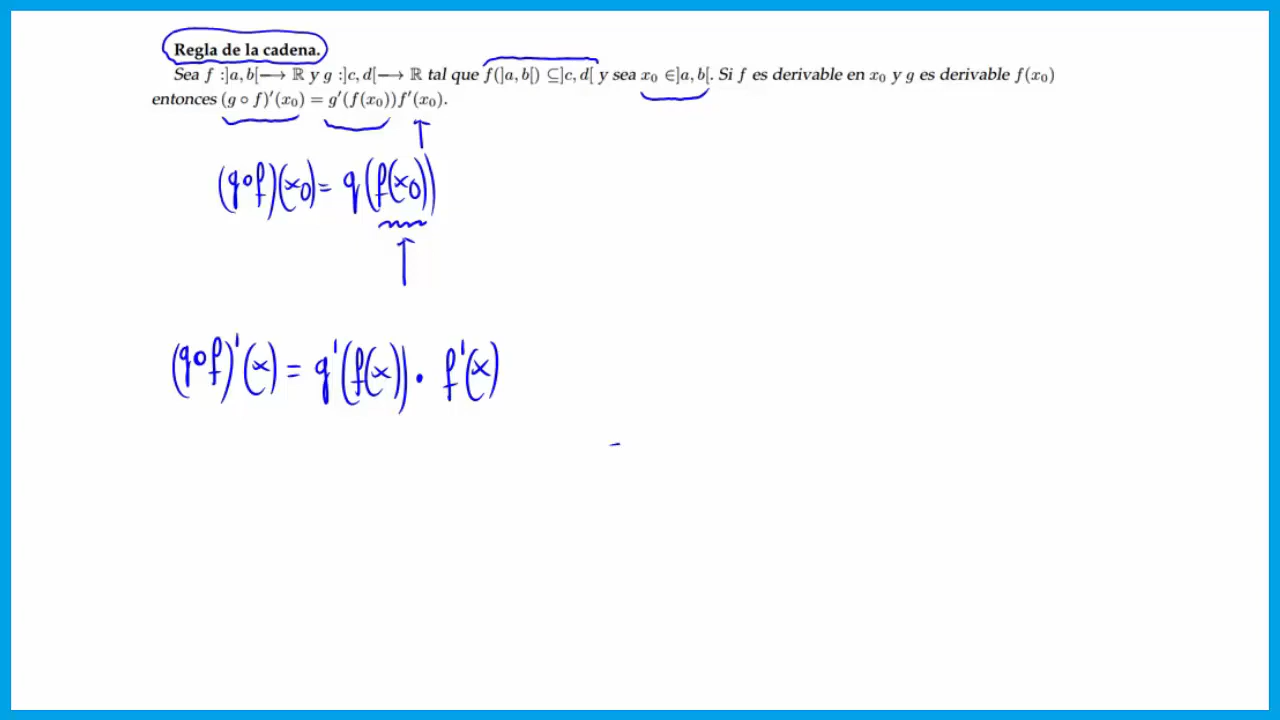 Regla de la cadena.
Sea f :]a, b[⟶ ℝ y g :]c, d[⟶ ℝ tal que f(]a, b[) ⊆]c, d[ y sea x₀ ∈]a, b[. Si f es derivable en x₀ y g es derivable f(x₀)
entonces (g ∘ f)′(x₀) = g′(f(x₀))f′(x₀).
(g∘f)(x₀) = g(f(x₀))
(g∘f)'(x) = g'(f(x)) · f'(x)